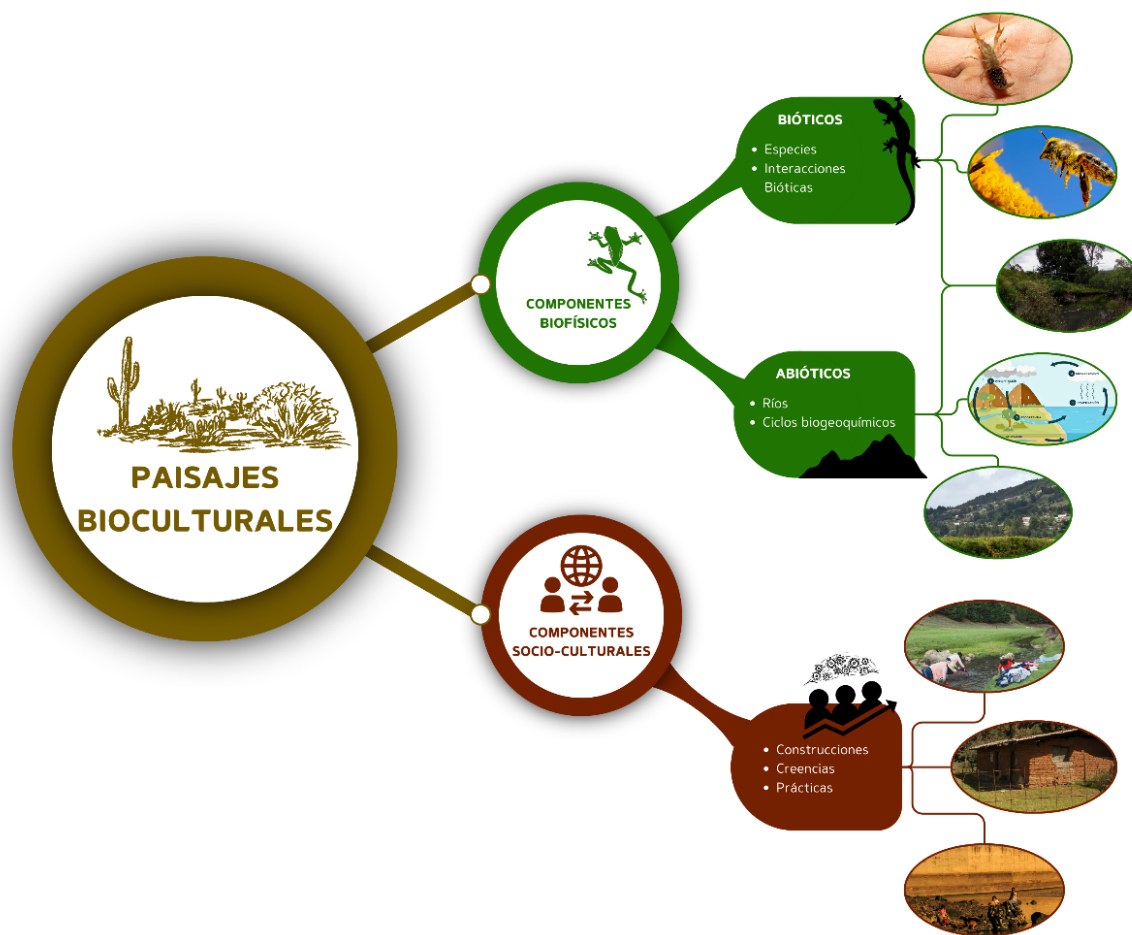 PAISAJES
BIOCULTURALES
COMPONENTES
BIOFÍSICOS
BIÓTICOS
• Especies
• Interacciones
Bióticas
ABIÓTICOS
• Ríos
• Ciclos biogeoquímicos
COMPONENTES
SOCIO-CULTURALES
• Construcciones
• Creencias
• Prácticas